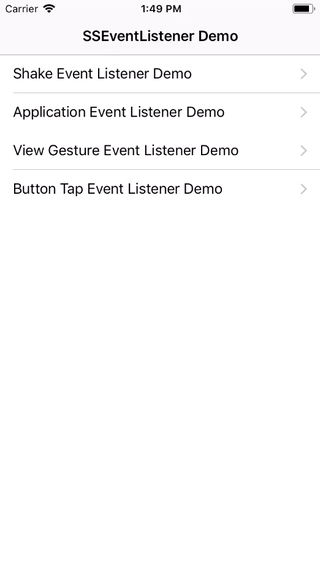 Carrier 1:49 PM
SSEventListener Demo
Shake Event Listener Demo
Application Event Listener Demo
View Gesture Event Listener Demo
Button Tap Event Listener Demo